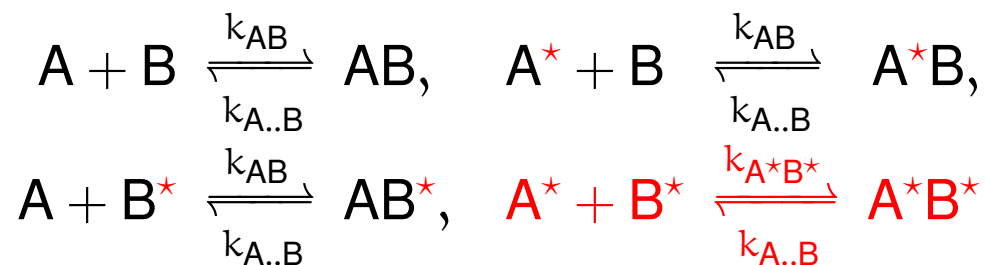 A + B ⇌ AB, A⋆ + B ⇌ A⋆B,
k_AB k_A..B k_AB k_A..B
A + B⋆ ⇌ AB⋆, A⋆ + B⋆ ⇌ A⋆B⋆
k_AB k_A..B k_A⋆B⋆ k_A..B